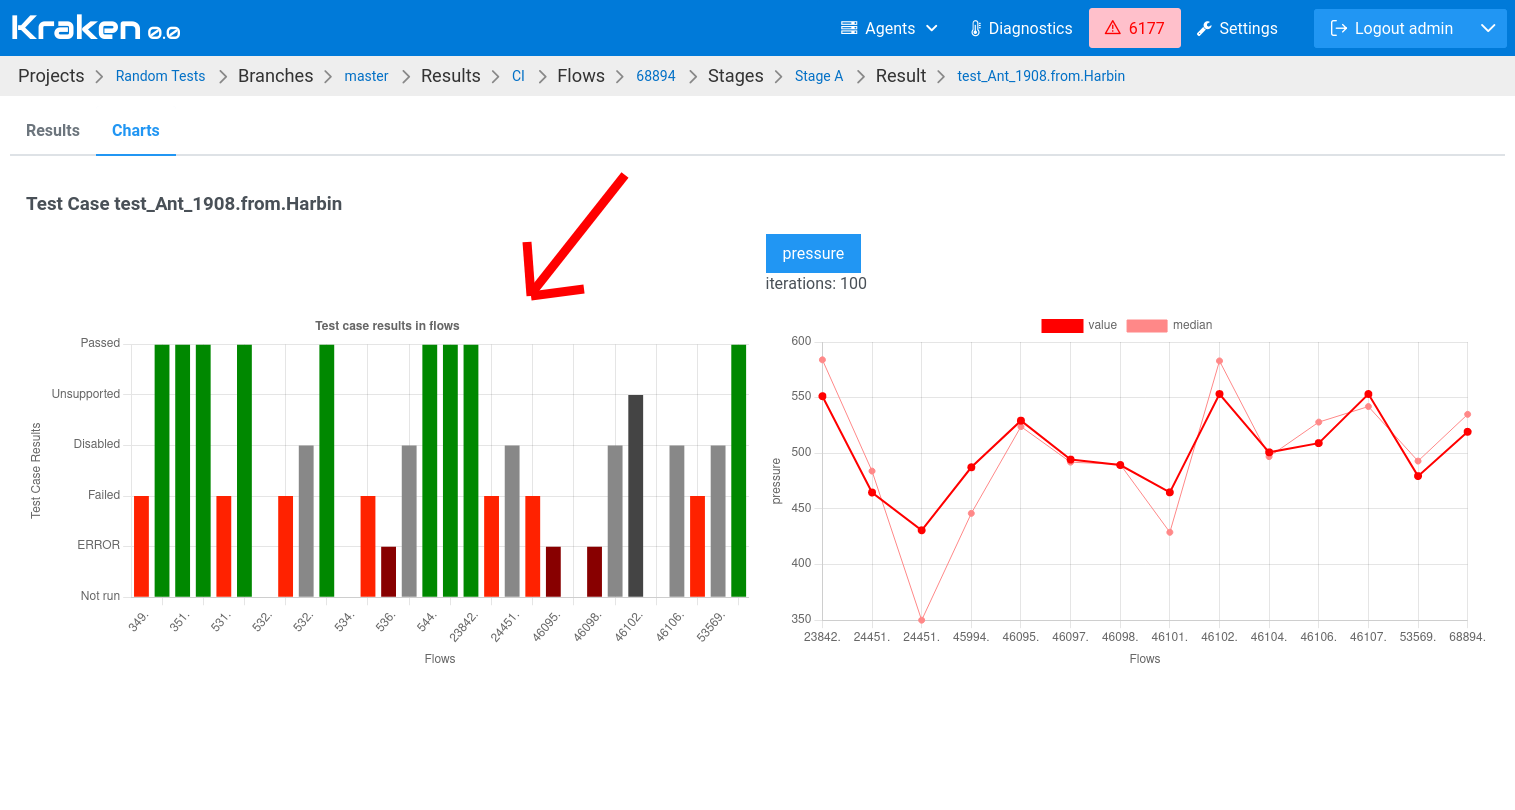 Kraken 0.0
Agents
Diagnostics
6177
Settings
Logout admin
Projects > Random Tests > Branches > master > Results > CI > Flows > 68894 > Stages > Stage A > Result > test_Ant_1908.from.Harbin
Results
Charts
Test Case test_Ant_1908.from.Harbin
pressure
iterations: 100
Test case results in flows
Passed
Unsupported
Disabled
Failed
ERROR
Not run
Test Case Results
349. 351. 531. 532. 532. 534. 536. 544. 23842. 24451. 46095. 46098. 46102. 46106. 53569.
Flows
value
median
600
550
500
450
400
350
pressure
23842. 24451. 24451. 45994. 46095. 46097. 46098. 46101. 46102. 46104. 46106. 46107. 53569. 68894.
Flows